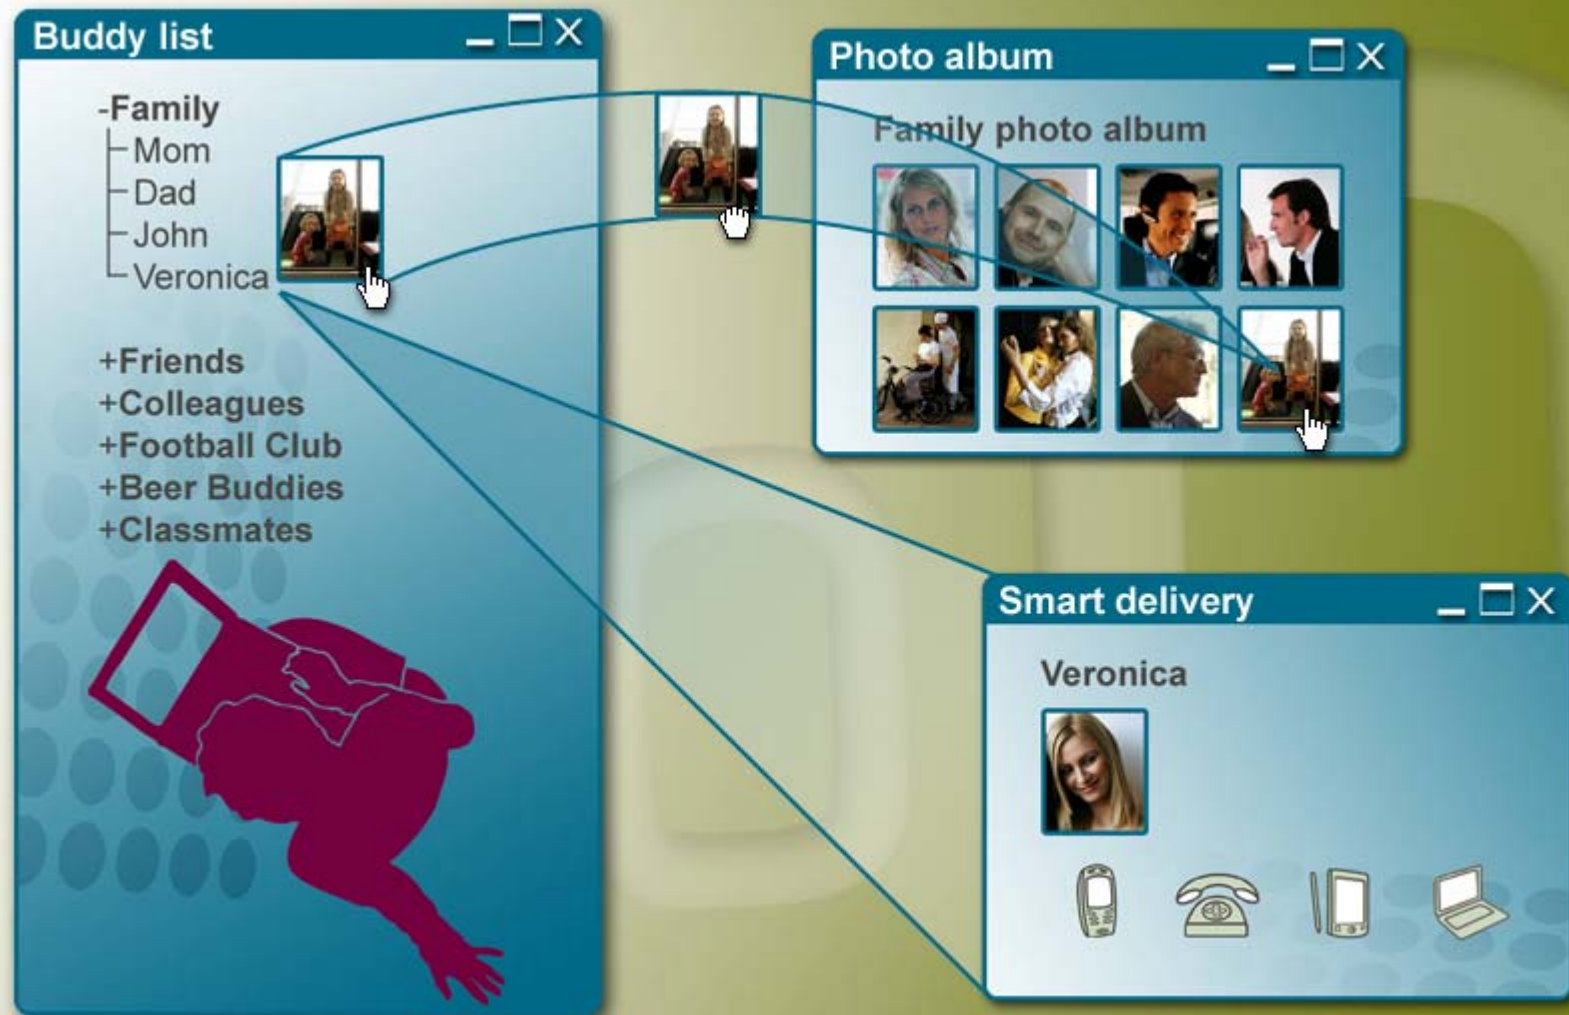 Buddy list
-Family
Mom
Dad
John
Veronica
+Friends
+Colleagues
+Football Club
+Beer Buddies
+Classmates
Photo album
Family photo album
Smart delivery
Veronica